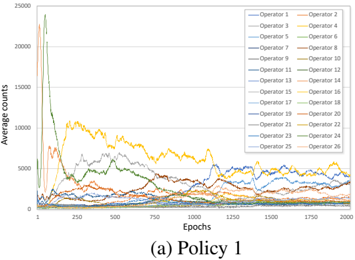 25000
20000
15000
10000
5000
0
Average counts
1 250 500 750 1000 1250 1500 1750 2000
Epochs
Operator 1 Operator 2
Operator 3 Operator 4
Operator 5 Operator 6
Operator 7 Operator 8
Operator 9 Operator 10
Operator 11 Operator 12
Operator 13 Operator 14
Operator 15 Operator 16
Operator 17 Operator 18
Operator 19 Operator 20
Operator 21 Operator 22
Operator 23 Operator 24
Operator 25 Operator 26
(a) Policy 1